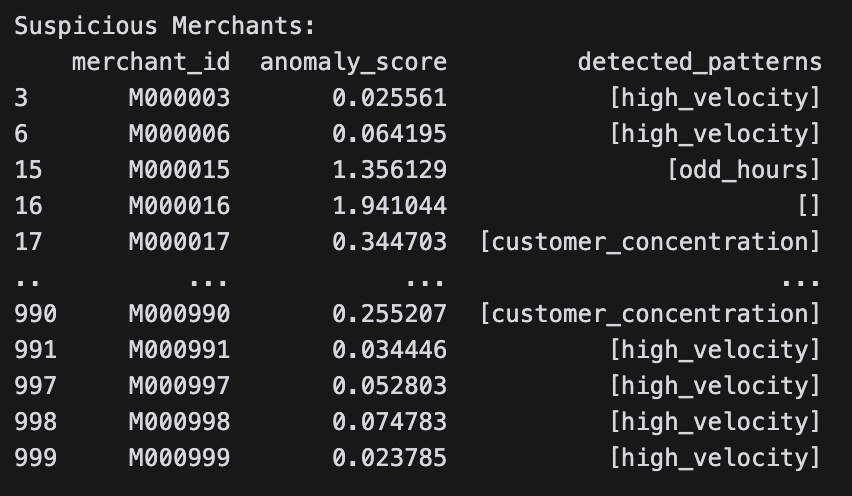 Suspicious Merchants:
merchant_id anomaly_score detected_patterns
3 M000003 0.025561 [high_velocity]
6 M000006 0.064195 [high_velocity]
15 M000015 1.356129 [odd_hours]
16 M000016 1.941044 []
17 M000017 0.344703 [customer_concentration]
.. ... ... ...
990 M000990 0.255207 [customer_concentration]
991 M000991 0.034446 [high_velocity]
997 M000997 0.052803 [high_velocity]
998 M000998 0.074783 [high_velocity]
999 M000999 0.023785 [high_velocity]